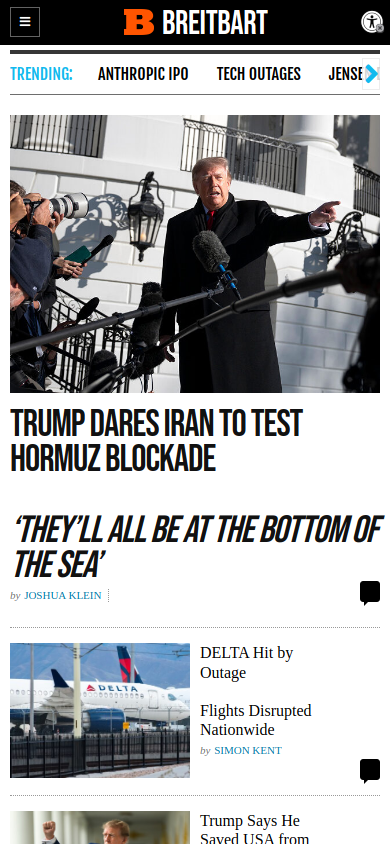 BREITBART
TRENDING:
ANTHROPIC IPO
TECH OUTAGES
TRUMP DARES IRAN TO TEST
HORMUZ BLOCKADE
‘THEY’LL ALL BE AT THE BOTTOM OF
THE SEA’
by JOSHUA KLEIN
DELTA
DELTA Hit by
Outage
Flights Disrupted
Nationwide
by SIMON KENT
Trump Says He
Saved USA from